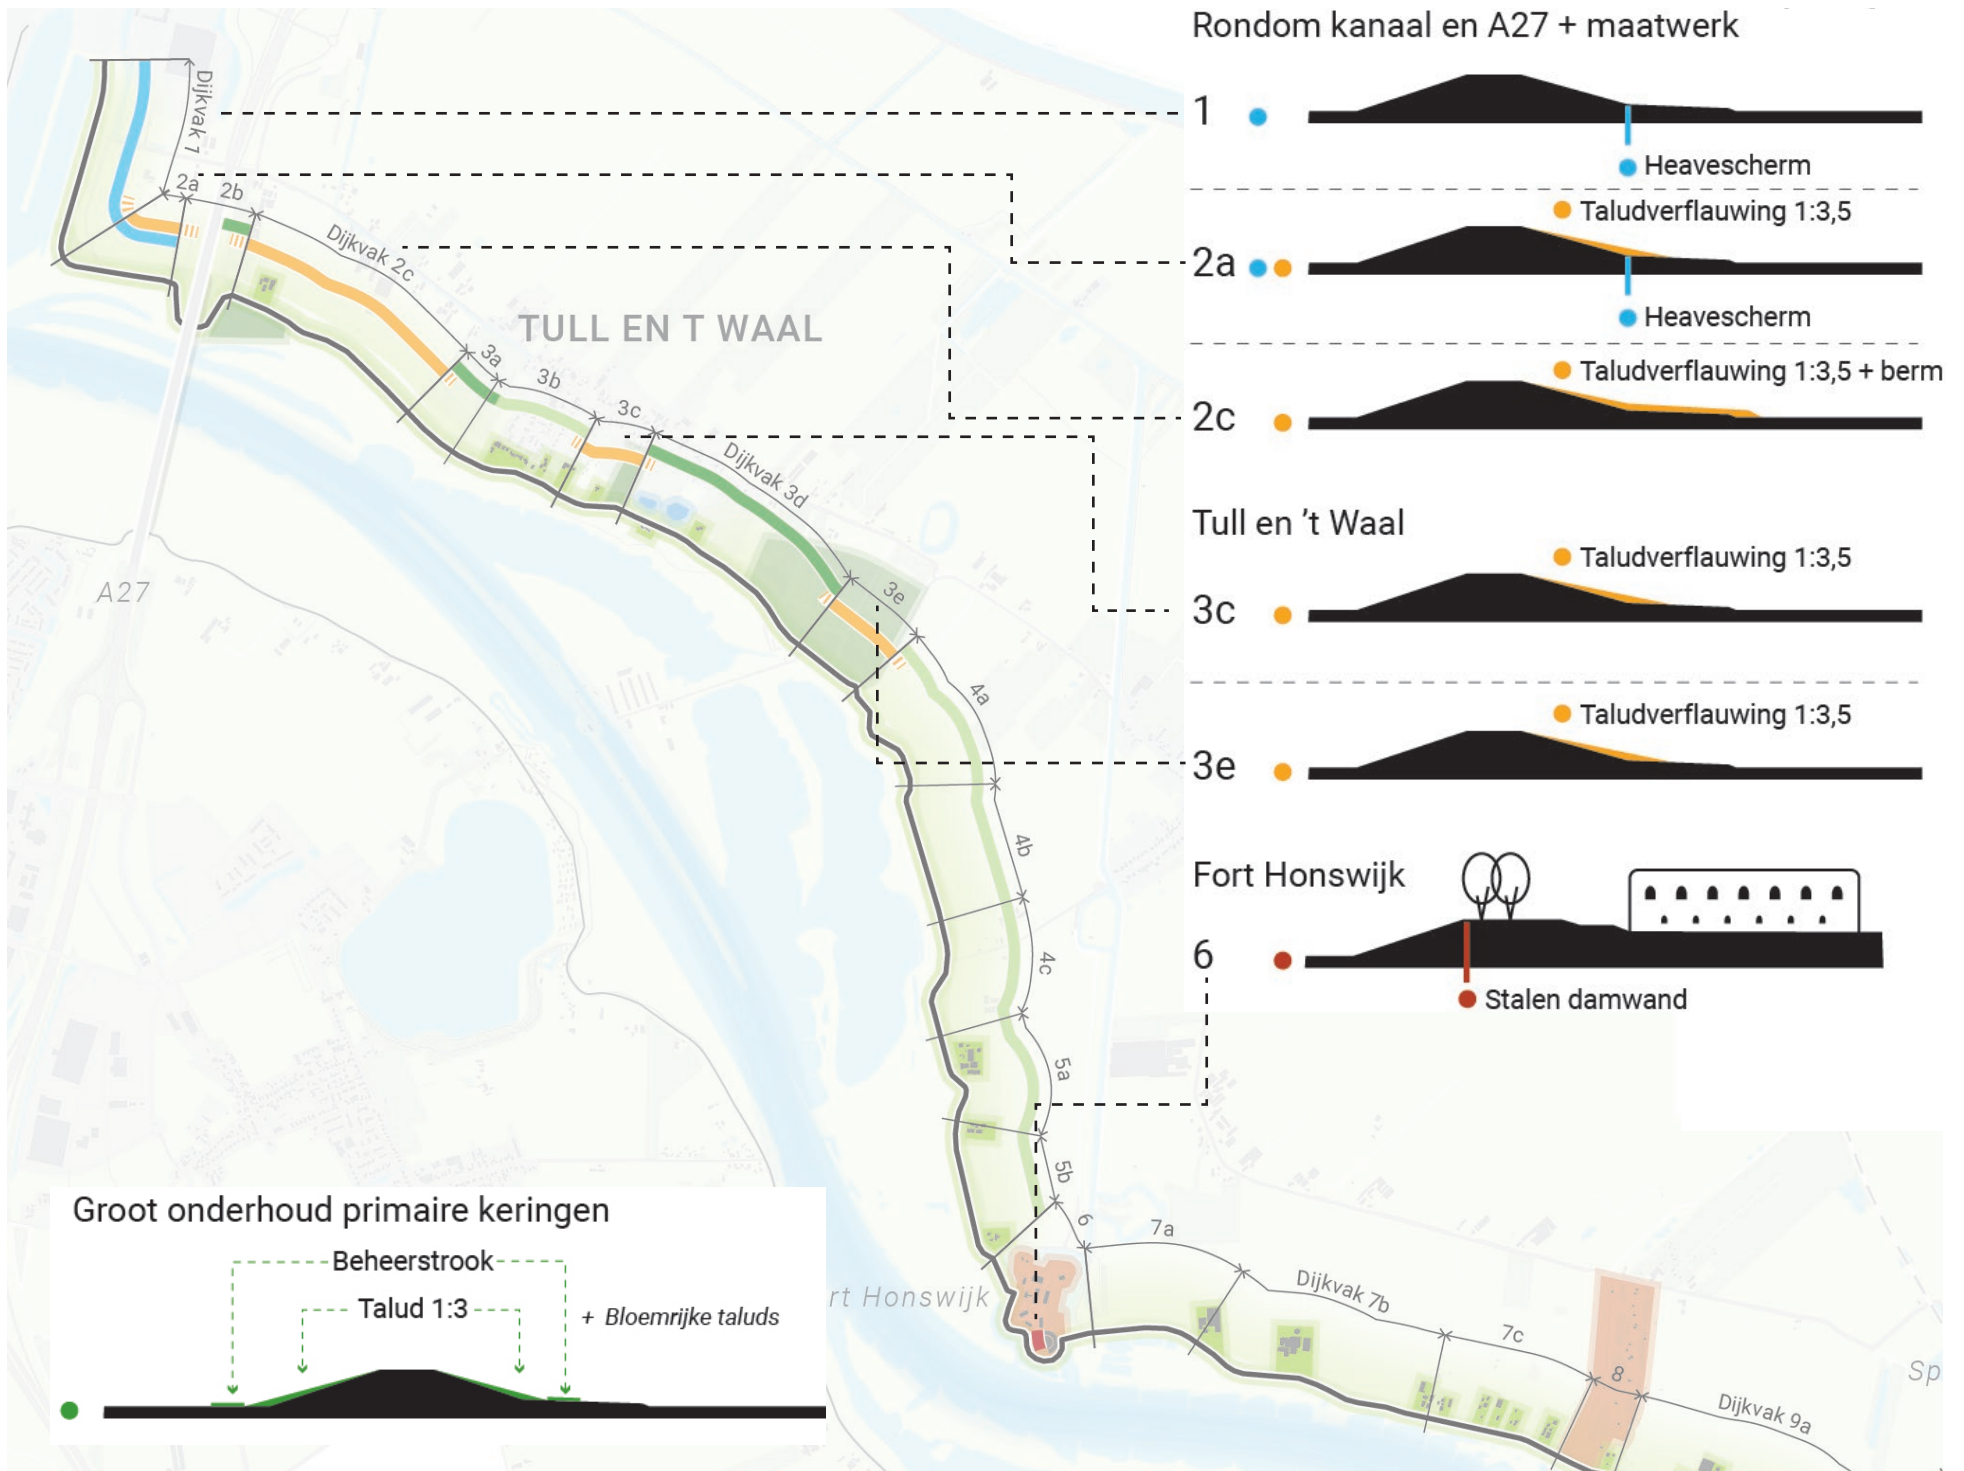 Rondom kanaal en A27 + maatwerk
1
Heavescherm
Taludverflauwing 1:3,5
2a
Heavescherm
Taludverflauwing 1:3,5 + berm
2c
Tull en ’t Waal
Taludverflauwing 1:3,5
3c
Taludverflauwing 1:3,5
3e
Fort Honswijk
6
Stalen damwand
Dijkvak 1
2a
2b
Dijkvak 2c
TULL EN T WAAL
3a
3b
3c
Dijkvak 3d
A27
3e
4a
4b
4c
5a
5b
6
7a
rt Honswijk
Dijkvak 7b
7c
8
Sp
Dijkvak 9a
Groot onderhoud primaire keringen
Beheerstrook
Talud 1:3
+ Bloemrijke taluds